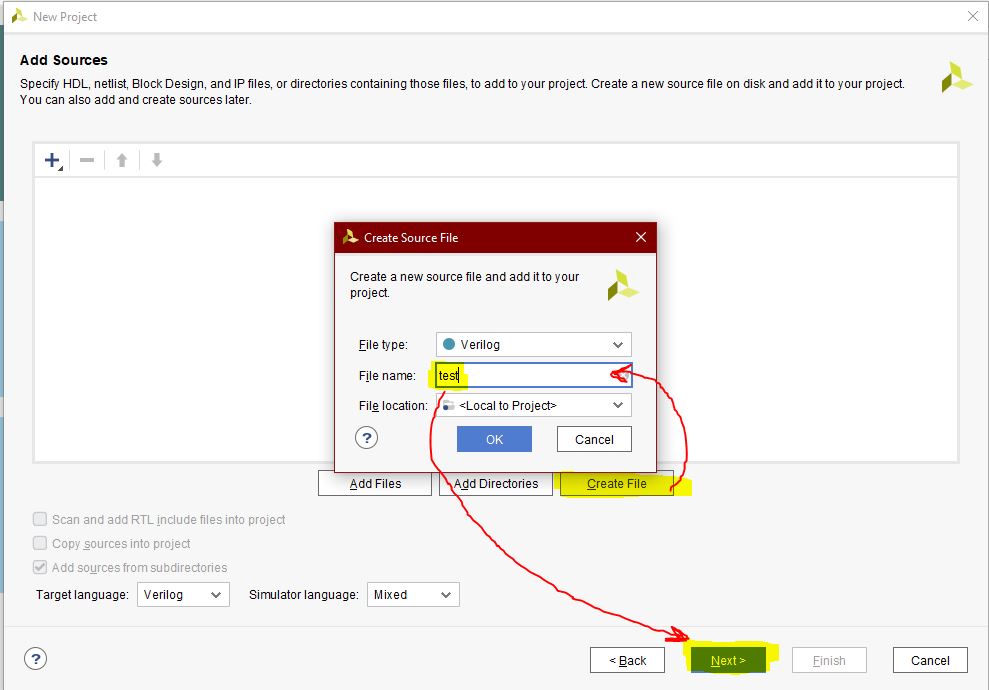 New Project
Add Sources
Specify HDL, netlist, Block Design, and IP files, or directories containing those files, to add to your project. Create a new source file on disk and add it to your project.
You can also add and create sources later.
Create Source File
Create a new source file and add it to your
project.
File type: Verilog
File name: test
File location: <Local to Project>
? OK Cancel
Add Files Add Directories Create File
Scan and add RTL include files into project
Copy sources into project
Add sources from subdirectories
Target language: Verilog Simulator language: Mixed
? < Back Next > Finish Cancel